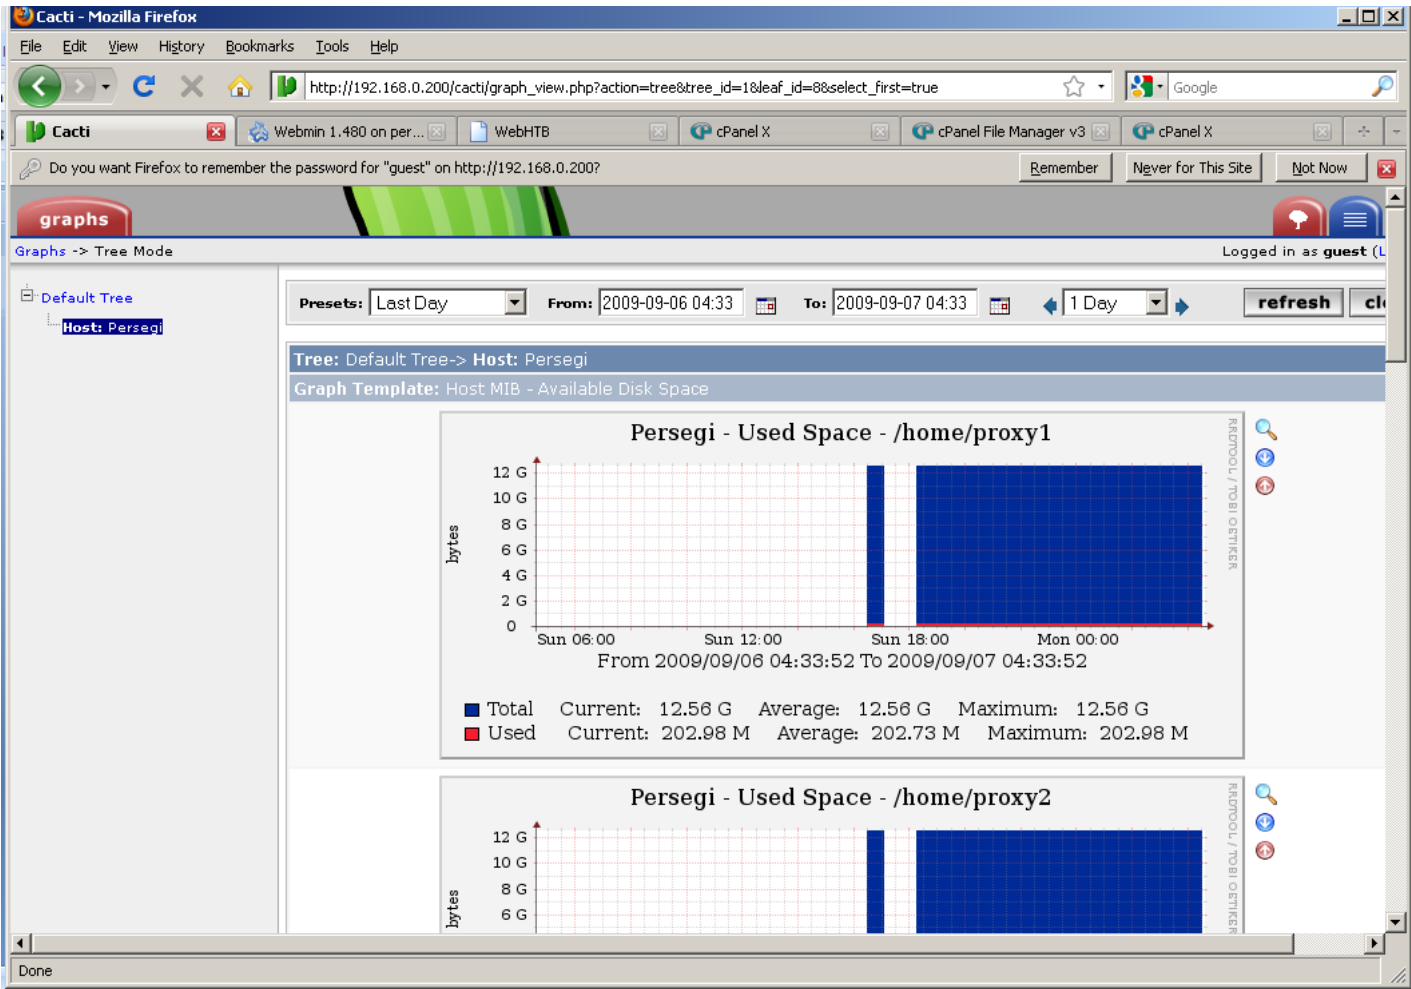 Cacti - Mozilla Firefox
File Edit View History Bookmarks Tools Help
http://192.168.0.200/cacti/graph_view.php?action=tree&tree_id=1&leaf_id=8&select_first=true Google
Cacti Webmin 1.480 on per... WebHTB cPanel X cPanel File Manager v3 cPanel X
Do you want Firefox to remember the password for "guest" on http://192.168.0.200? Remember Never for This Site Not Now
graphs
Graphs -> Tree Mode Logged in as guest (L
Default Tree
Host: Persegi
Presets: Last Day From: 2009-09-06 04:33 To: 2009-09-07 04:33 1 Day refresh cl
Tree: Default Tree-> Host: Persegi
Graph Template: Host MIB - Available Disk Space
Persegi - Used Space - /home/proxy1
RRDTOOL / TOBI OETIKER
bytes
12 G
10 G
8 G
6 G
4 G
2 G
0
Sun 06:00 Sun 12:00 Sun 18:00 Mon 00:00
From 2009/09/06 04:33:52 To 2009/09/07 04:33:52
Total Current: 12.56 G Average: 12.56 G Maximum: 12.56 G
Used Current: 202.98 M Average: 202.73 M Maximum: 202.98 M
Persegi - Used Space - /home/proxy2
RRDTOOL / TOBI OETIKER
bytes
12 G
10 G
8 G
6 G
Done